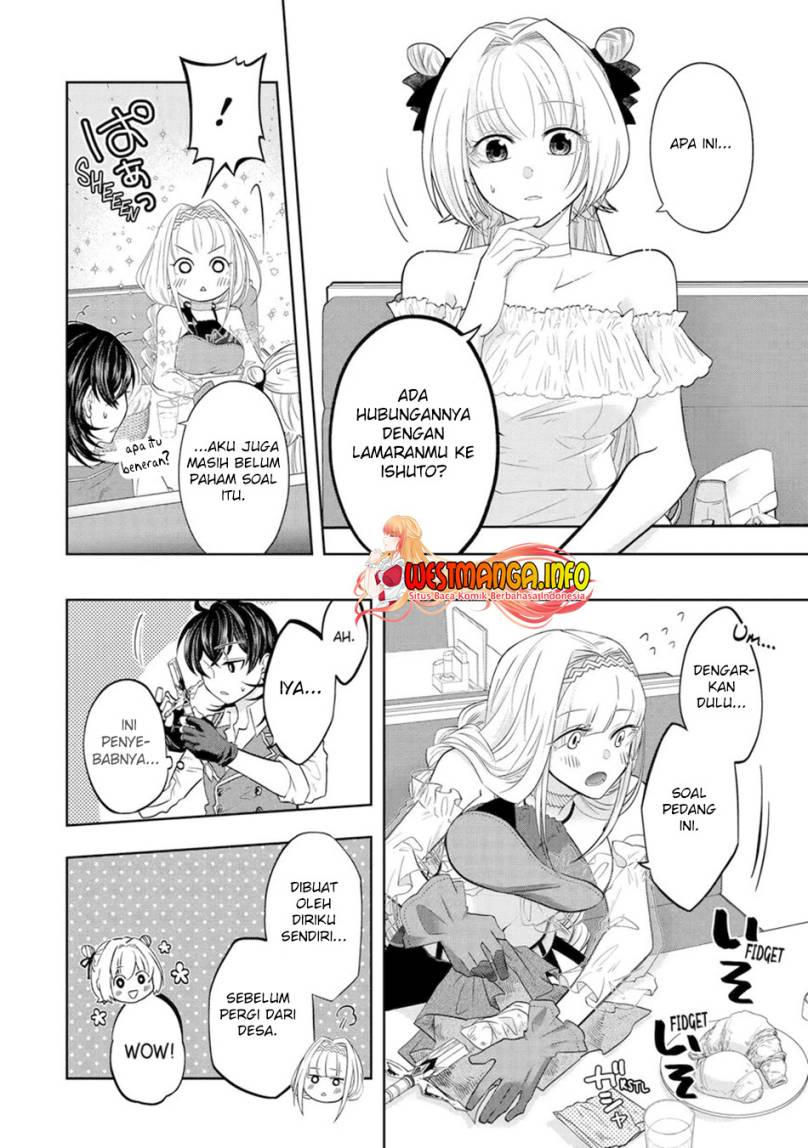 APA INI...
ADA
HUBUNGANNYA
DENGAN
LAMARANMU KE
ISHUTO?
!
ぱあっ
SHEEEN
...AKU JUGA
MASIH BELUM
PAHAM SOAL
ITU.
apa itu
beneran?
WESTMANGA.INFO
Situs Baca Komik Berbahasa Indonesia
Um...
DENGAR-
KAN
DULU...
SOAL
PEDANG
INI.
いそ
FIDGET
いそ
FIDGET
ガシャ
RSTL
AH.
IYA...
INI
PENYE-
BABNYA...
DIBUAT
OLEH
DIRIKU
SENDIRI...
SEBELUM
PERGI DARI
DESA.
WOW!